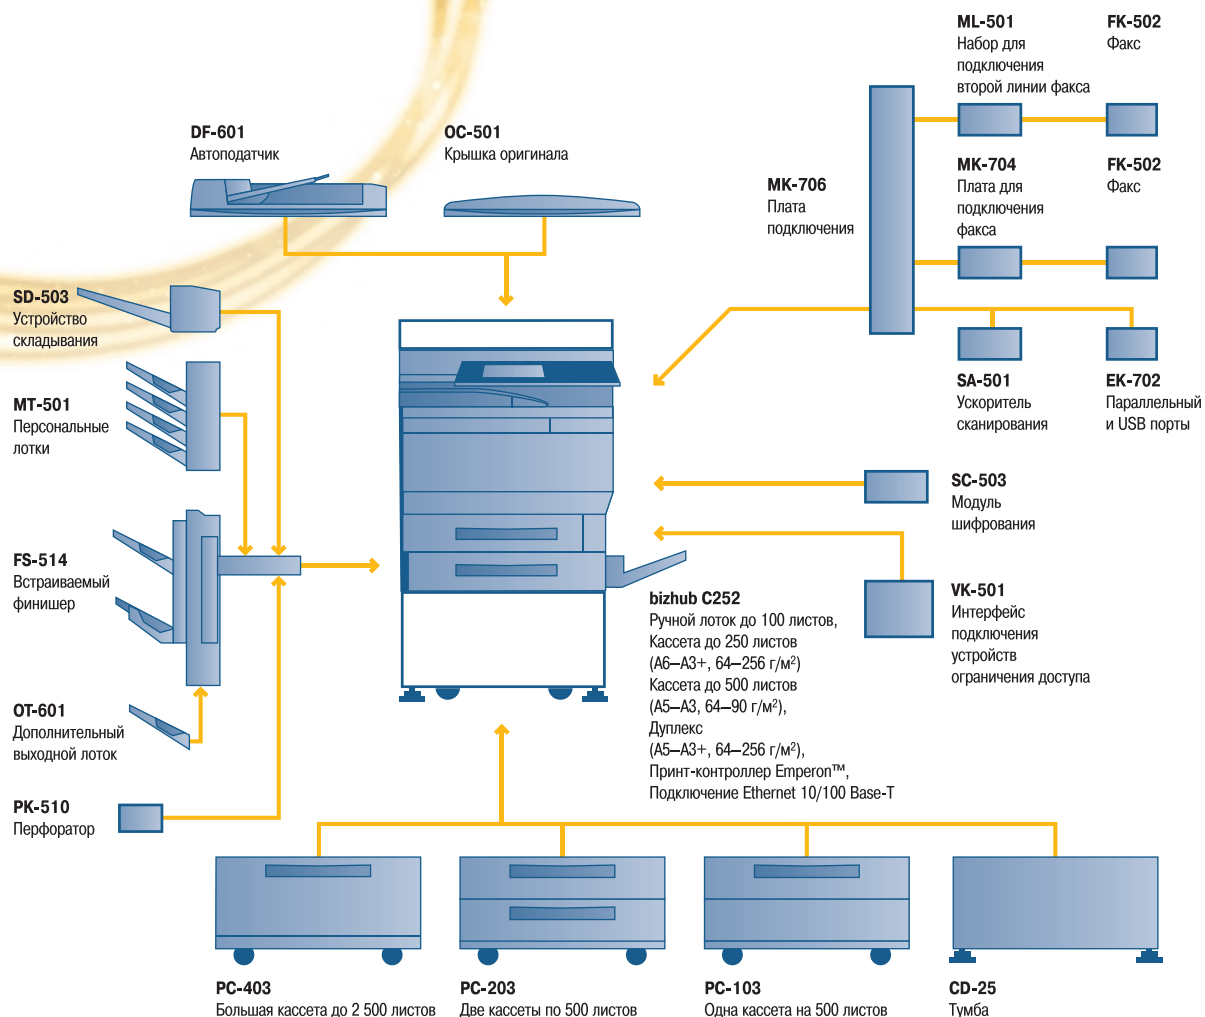 ML-501
Набор для
подключения
второй линии факса
FK-502
Факс
DF-601
Автоподатчик
OC-501
Крышка оригинала
MK-706
Плата
подключения
MK-704
Плата для
подключения
факса
FK-502
Факс
SD-503
Устройство
складывания
MT-501
Персональные
лотки
SA-501
Ускоритель
сканирования
EK-702
Параллельный
и USB порты
SC-503
Модуль
шифрования
FS-514
Встраиваемый
финишер
VK-501
Интерфейс
подключения
устройств
ограничения доступа
bizhub C252
Ручной лоток до 100 листов,
Кассета до 250 листов
(A6–A3+, 64–256 г/м²)
Кассета до 500 листов
(A5–A3, 64–90 г/м²),
Дуплекс
(A5–A3+, 64–256 г/м²),
Принт-контроллер Emperon™,
Подключение Ethernet 10/100 Base-T
OT-601
Дополнительный
выходной лоток
PK-510
Перфоратор
PC-403
Большая кассета до 2 500 листов
PC-203
Две кассеты по 500 листов
PC-103
Одна кассета на 500 листов
CD-25
Тумба